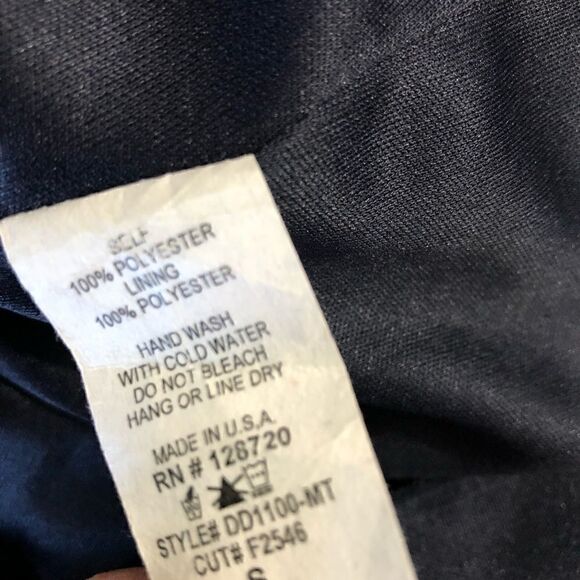 SELF
100% POLYESTER
LINING
100% POLYESTER
HAND WASH
WITH COLD WATER
DO NOT BLEACH
HANG OR LINE DRY
MADE IN U.S.A.
RN # 128720
STYLE# DD1100-MT
CUT# F2546
S